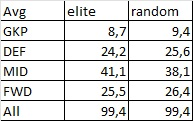 Avg elite random
GKP 8,7 9,4
DEF 24,2 25,6
MID 41,1 38,1
FWD 25,5 26,4
All 99,4 99,4